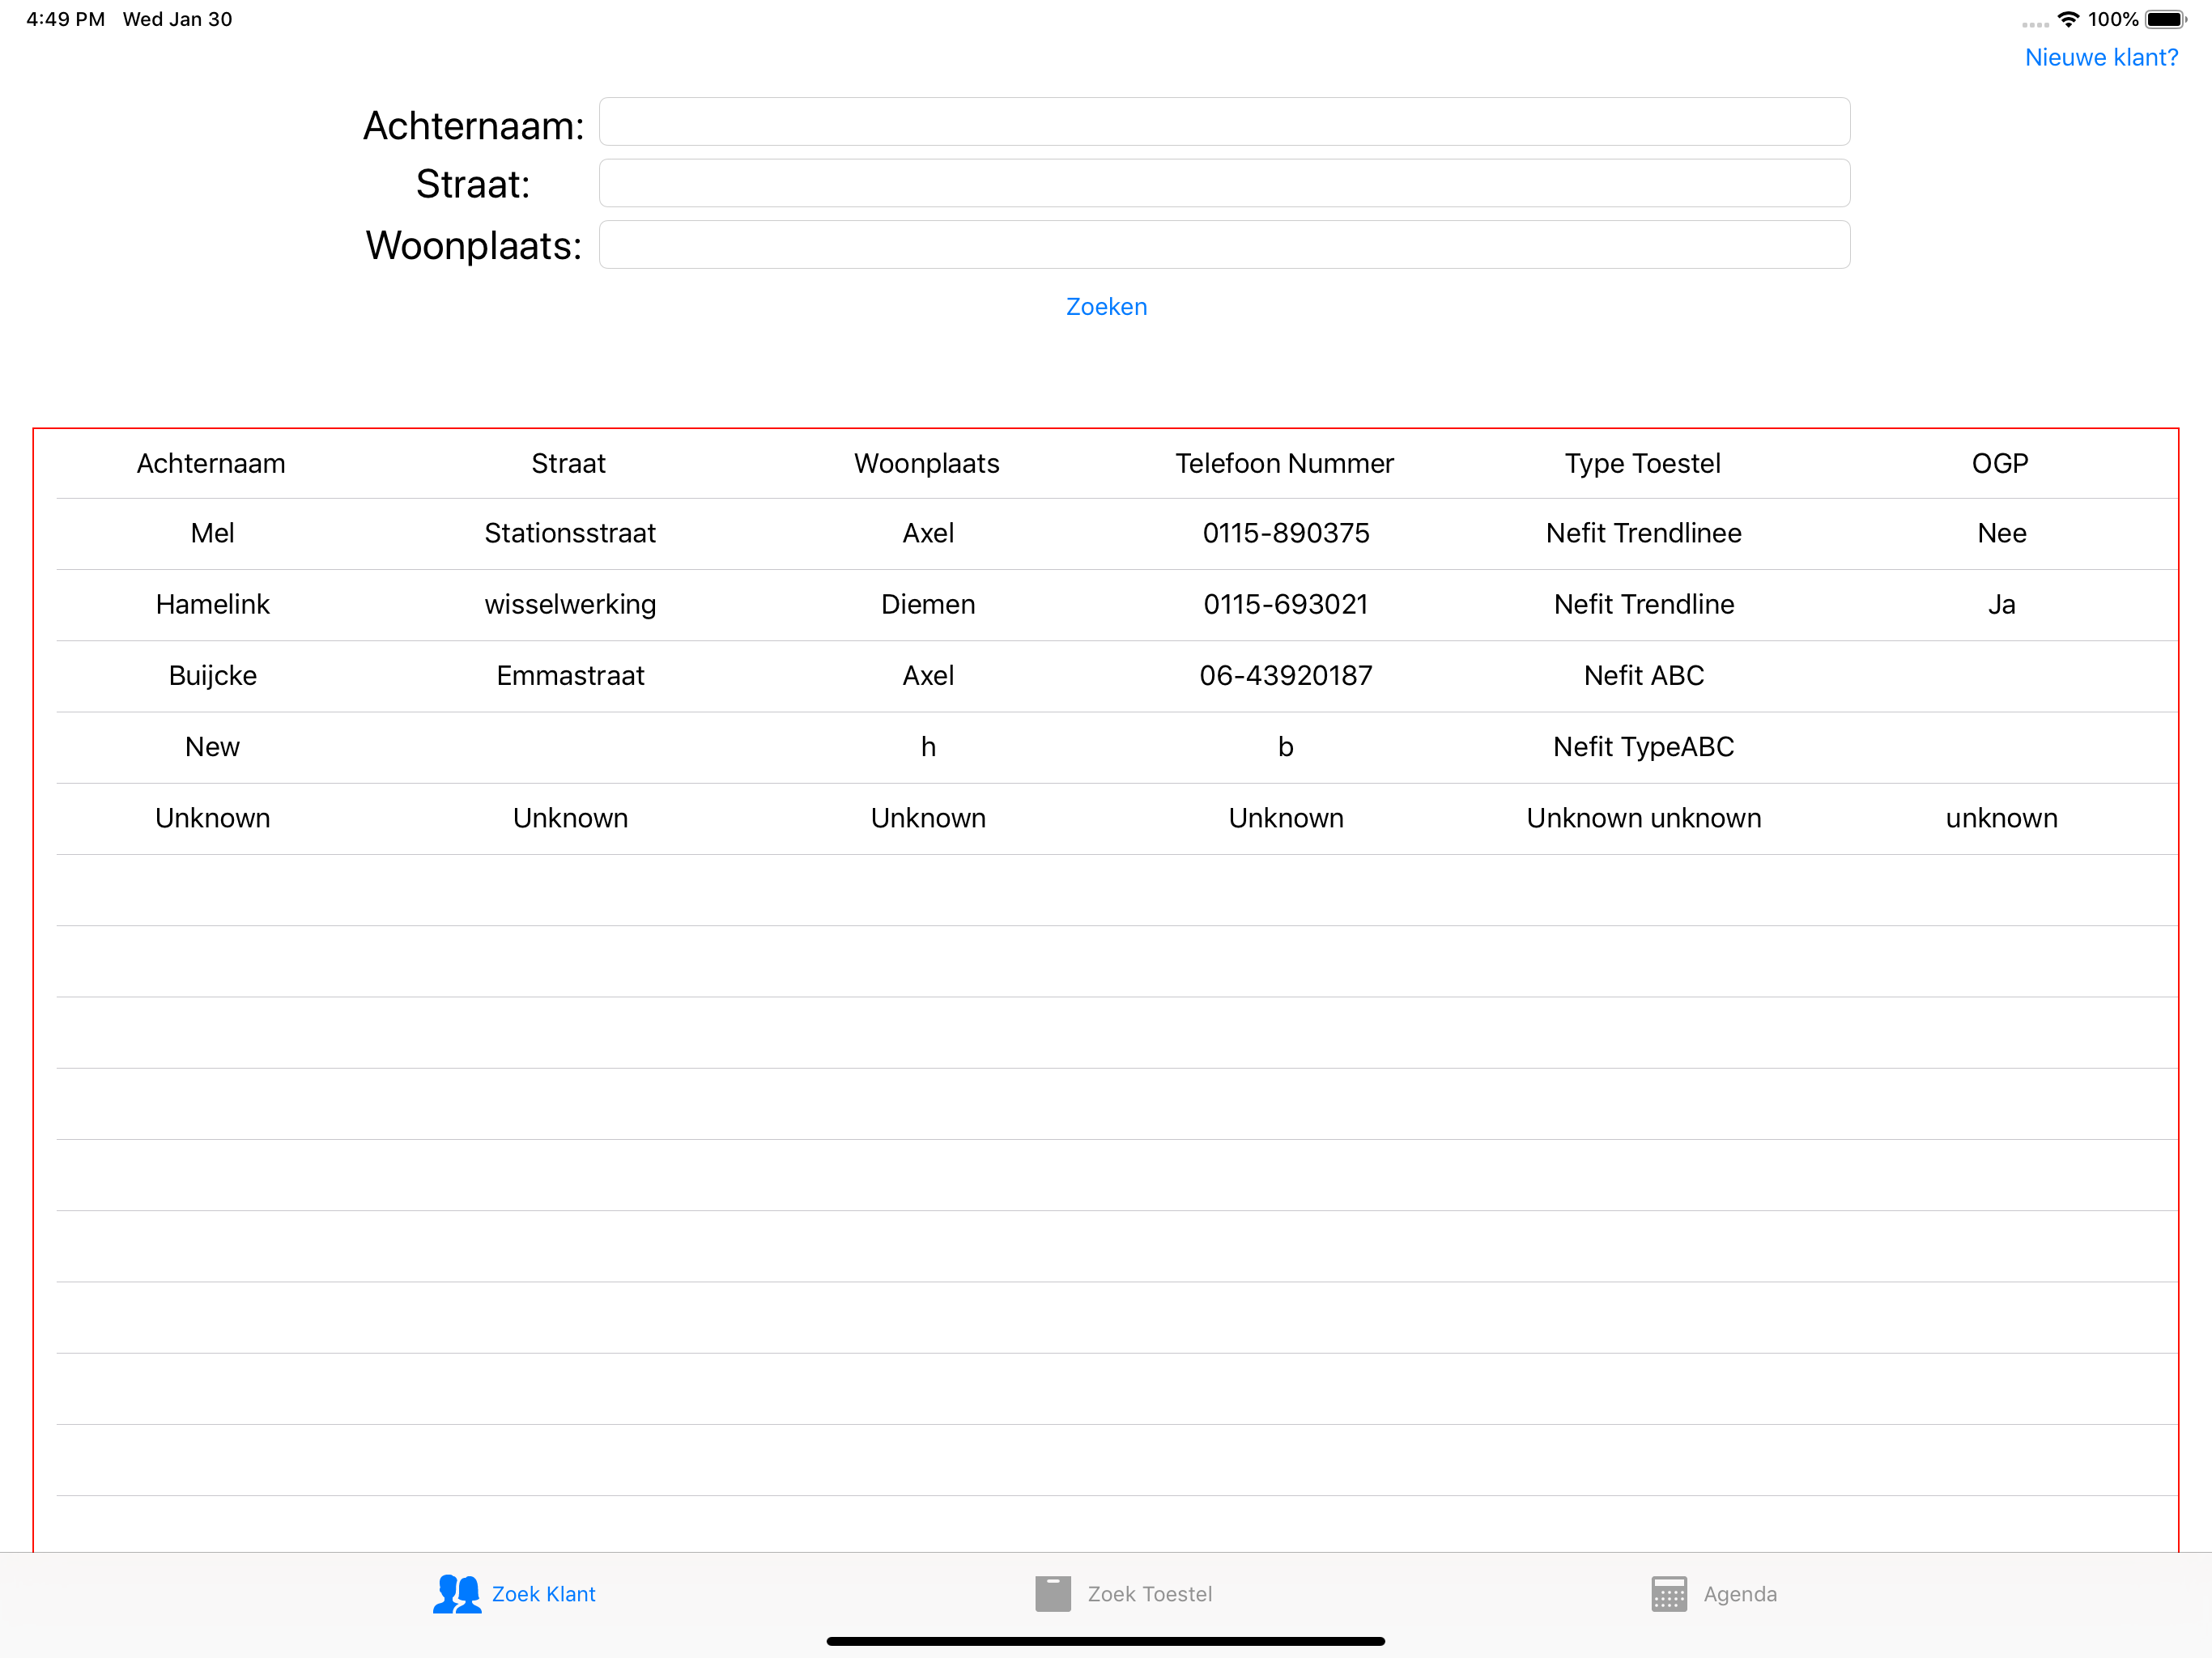 4:49 PM Wed Jan 30 100%
Nieuwe klant?
Achternaam:
Straat:
Woonplaats:
Zoeken
Achternaam Straat Woonplaats Telefoon Nummer Type Toestel OGP
Mel Stationsstraat Axel 0115-890375 Nefit Trendlinee Nee
Hamelink wisselwerking Diemen 0115-693021 Nefit Trendline Ja
Buijcke Emmastraat Axel 06-43920187 Nefit ABC
New h b Nefit TypeABC
Unknown Unknown Unknown Unknown Unknown unknown unknown
Zoek Klant Zoek Toestel Agenda